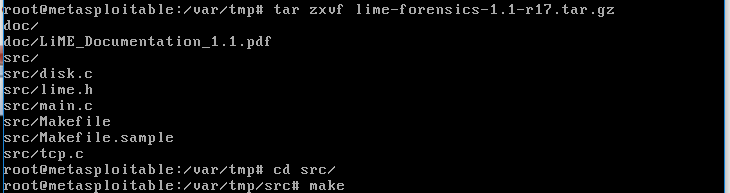 root@metasploitable:/var/tmp# tar zxvf lime-forensics-1.1-r17.tar.gz
doc/
doc/LiME_Documentation_1.1.pdf
src/
src/disk.c
src/lime.h
src/main.c
src/Makefile
src/Makefile.sample
src/tcp.c
root@metasploitable:/var/tmp# cd src/
root@metasploitable:/var/tmp/src# make